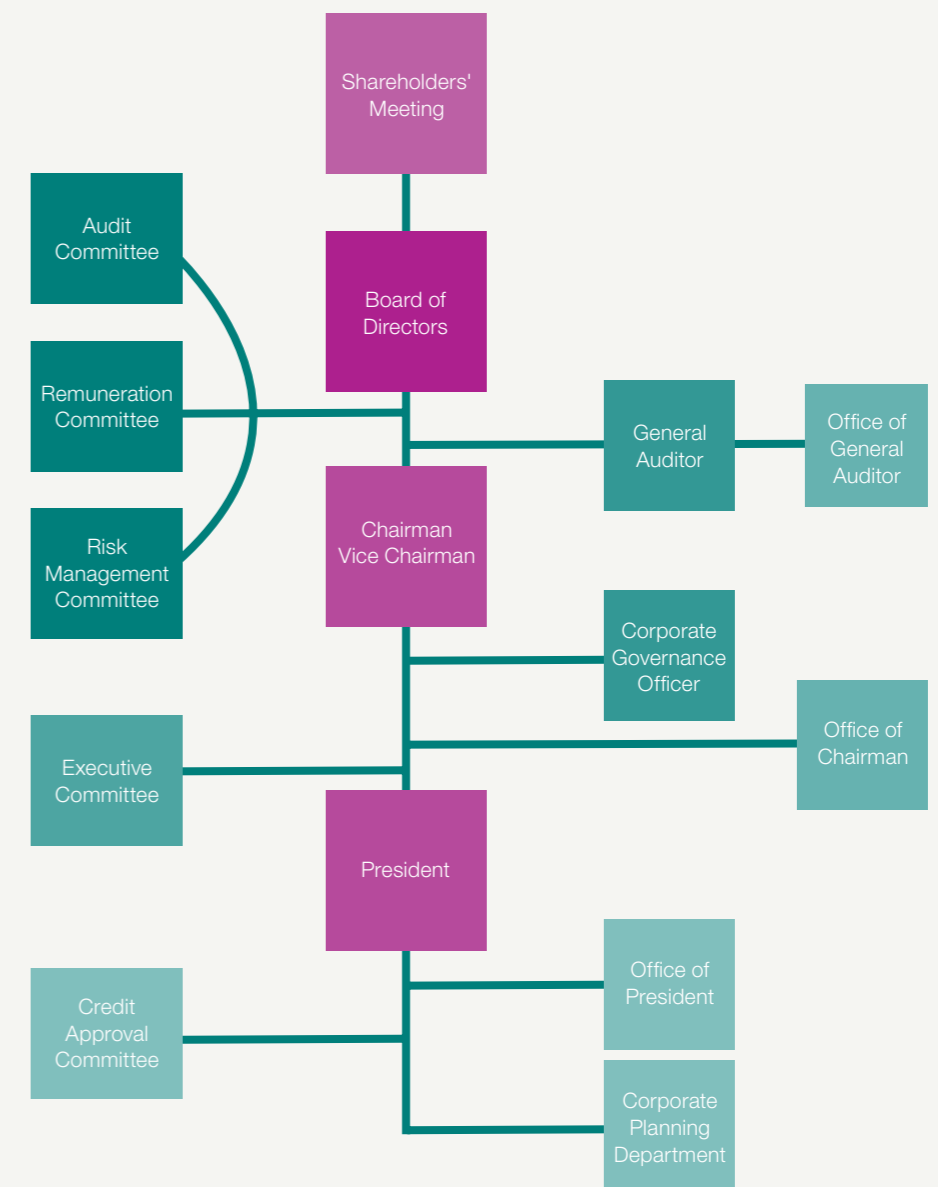 Shareholders'
Meeting
Audit
Committee
Board of
Directors
Remuneration
Committee
General
Auditor
Office of
General
Auditor
Chairman
Vice Chairman
Risk
Management
Committee
Corporate
Governance
Officer
Office of
Chairman
Executive
Committee
President
Office of
President
Credit
Approval
Committee
Corporate
Planning
Department